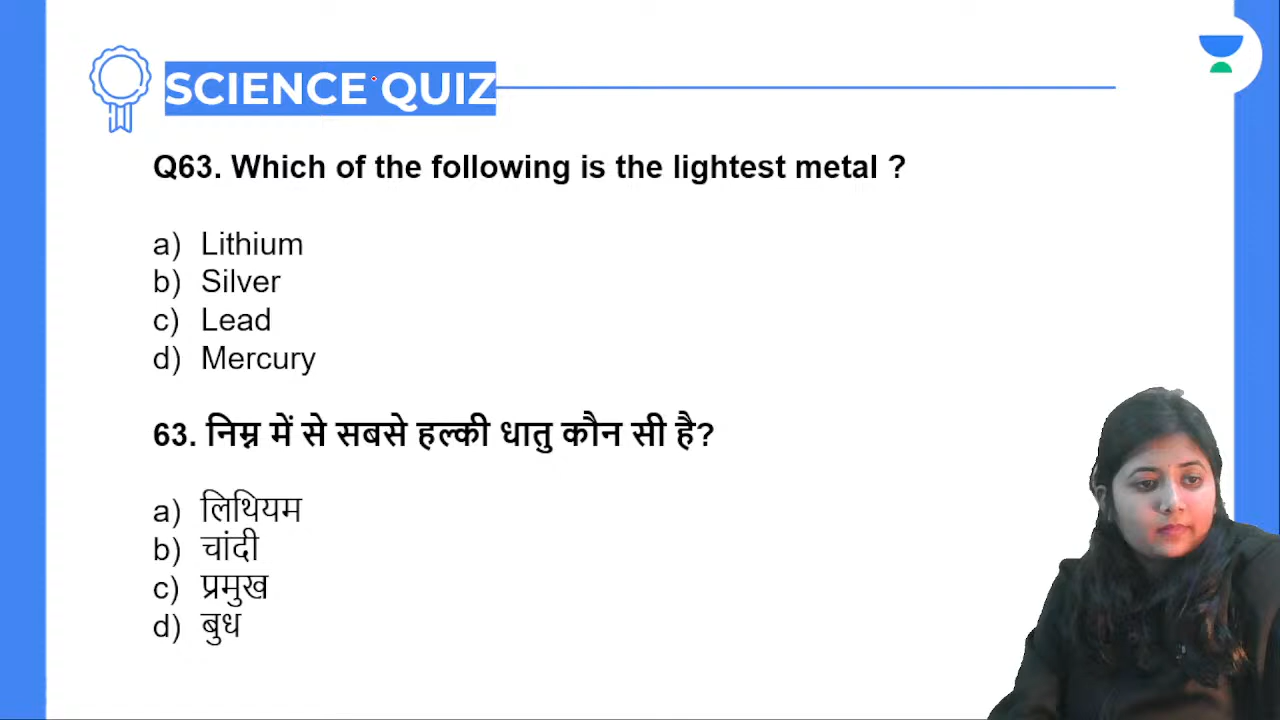 SCIENCE QUIZ
Q63. Which of the following is the lightest metal ?
a) Lithium
b) Silver
c) Lead
d) Mercury
63. निम्न में से सबसे हल्की धातु कौन सी है?
a) लिथियम
b) चांदी
c) प्रमुख
d) बुध